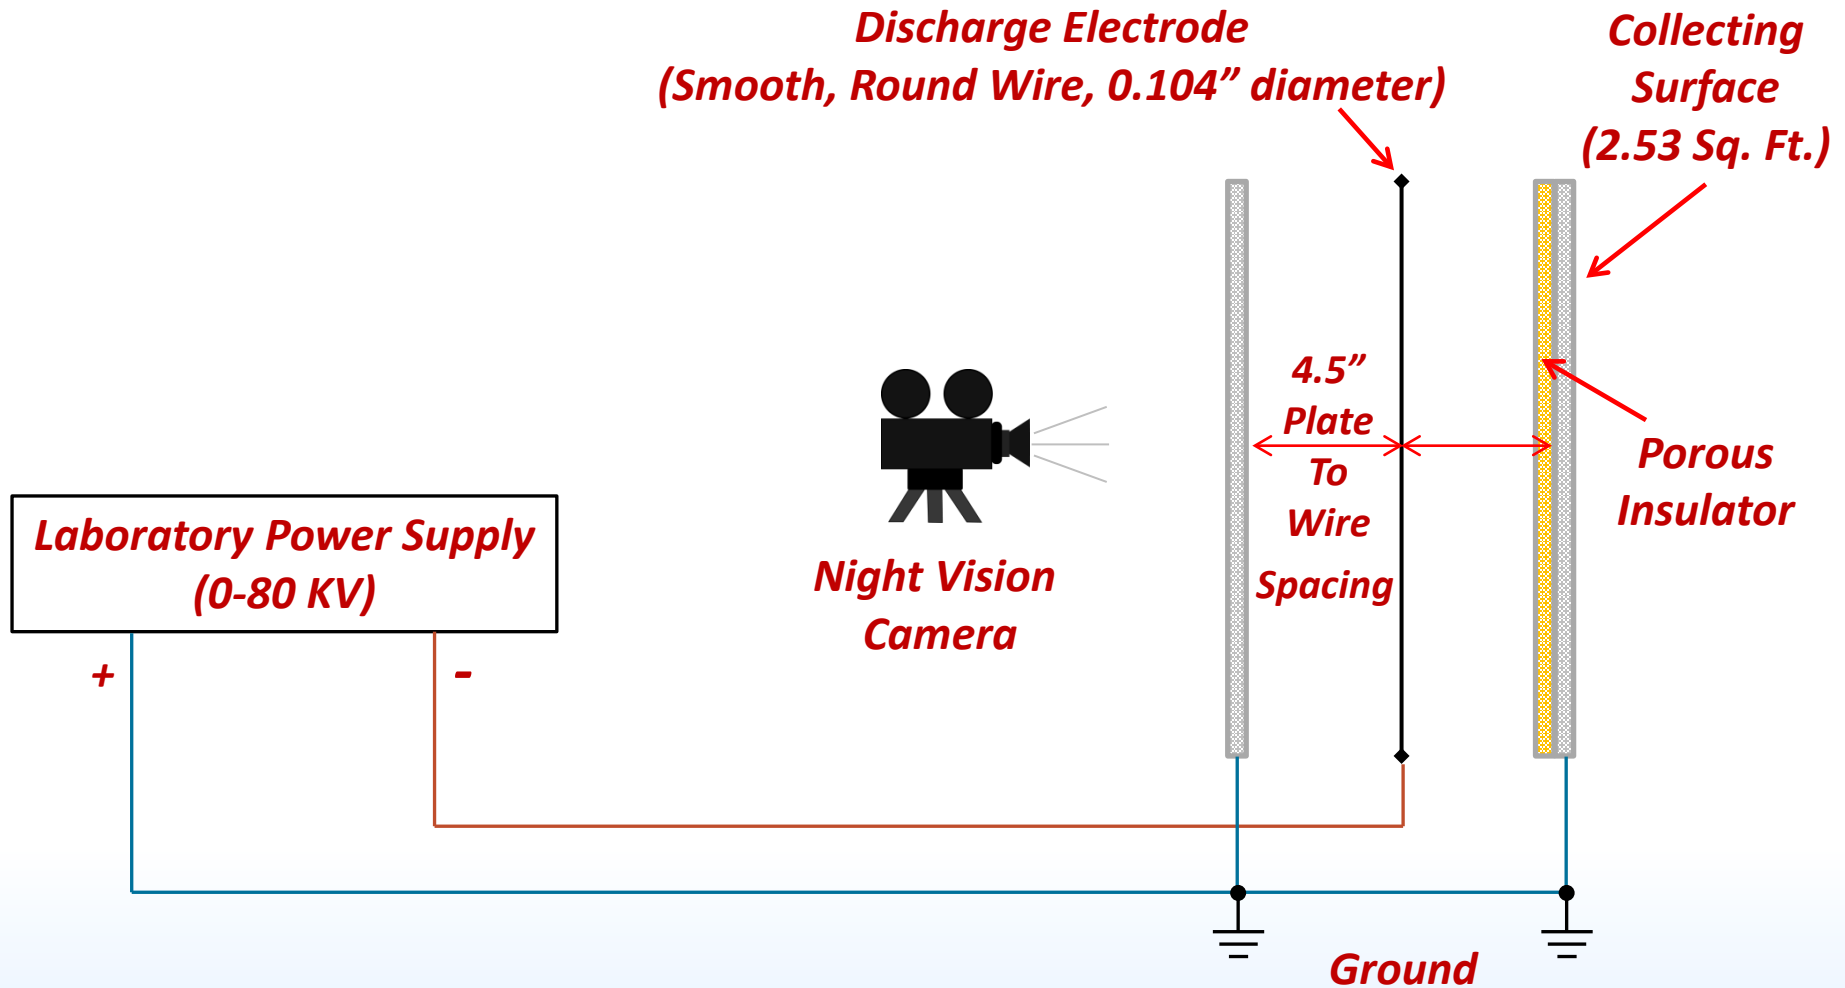 Discharge Electrode
(Smooth, Round Wire, 0.104” diameter)
Collecting
Surface
(2.53 Sq. Ft.)
4.5”
Plate
To
Wire
Spacing
Porous
Insulator
Laboratory Power Supply
(0-80 KV)
+
-
Night Vision
Camera
Ground